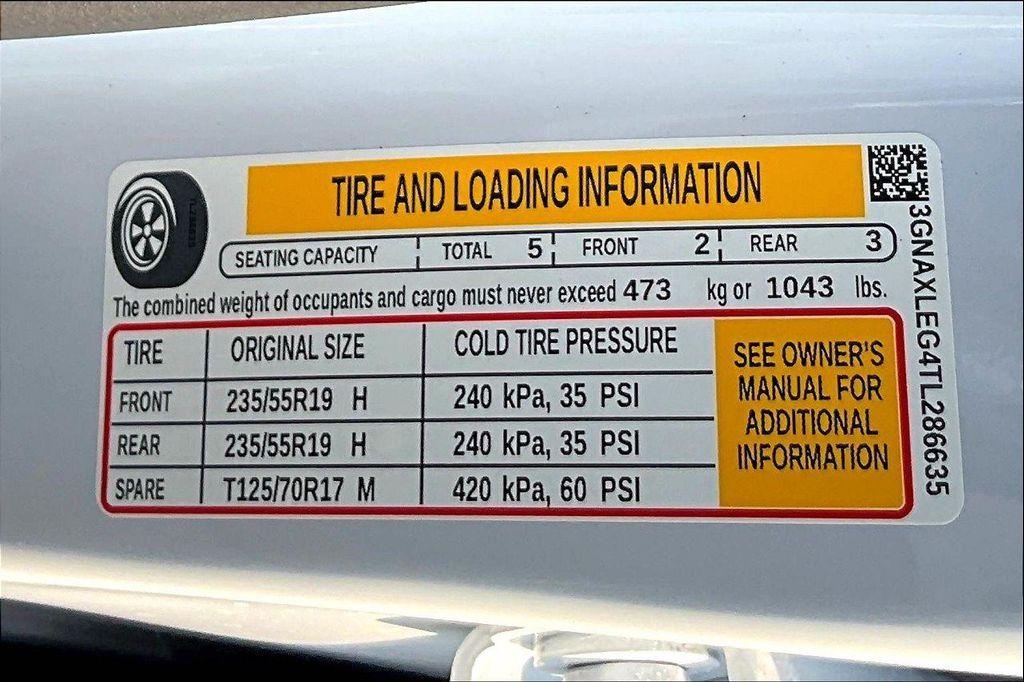 TIRE AND LOADING INFORMATION
SEATING CAPACITY TOTAL 5 FRONT 2 REAR 3
The combined weight of occupants and cargo must never exceed 473 kg or 1043 lbs.
TIRE ORIGINAL SIZE COLD TIRE PRESSURE
FRONT 235/55R19 H 240 kPa, 35 PSI
REAR 235/55R19 H 240 kPa, 35 PSI
SPARE T125/70R17 M 420 kPa, 60 PSI
SEE OWNER'S
MANUAL FOR
ADDITIONAL
INFORMATION
3GNAXLEG4TL286635
TL286635